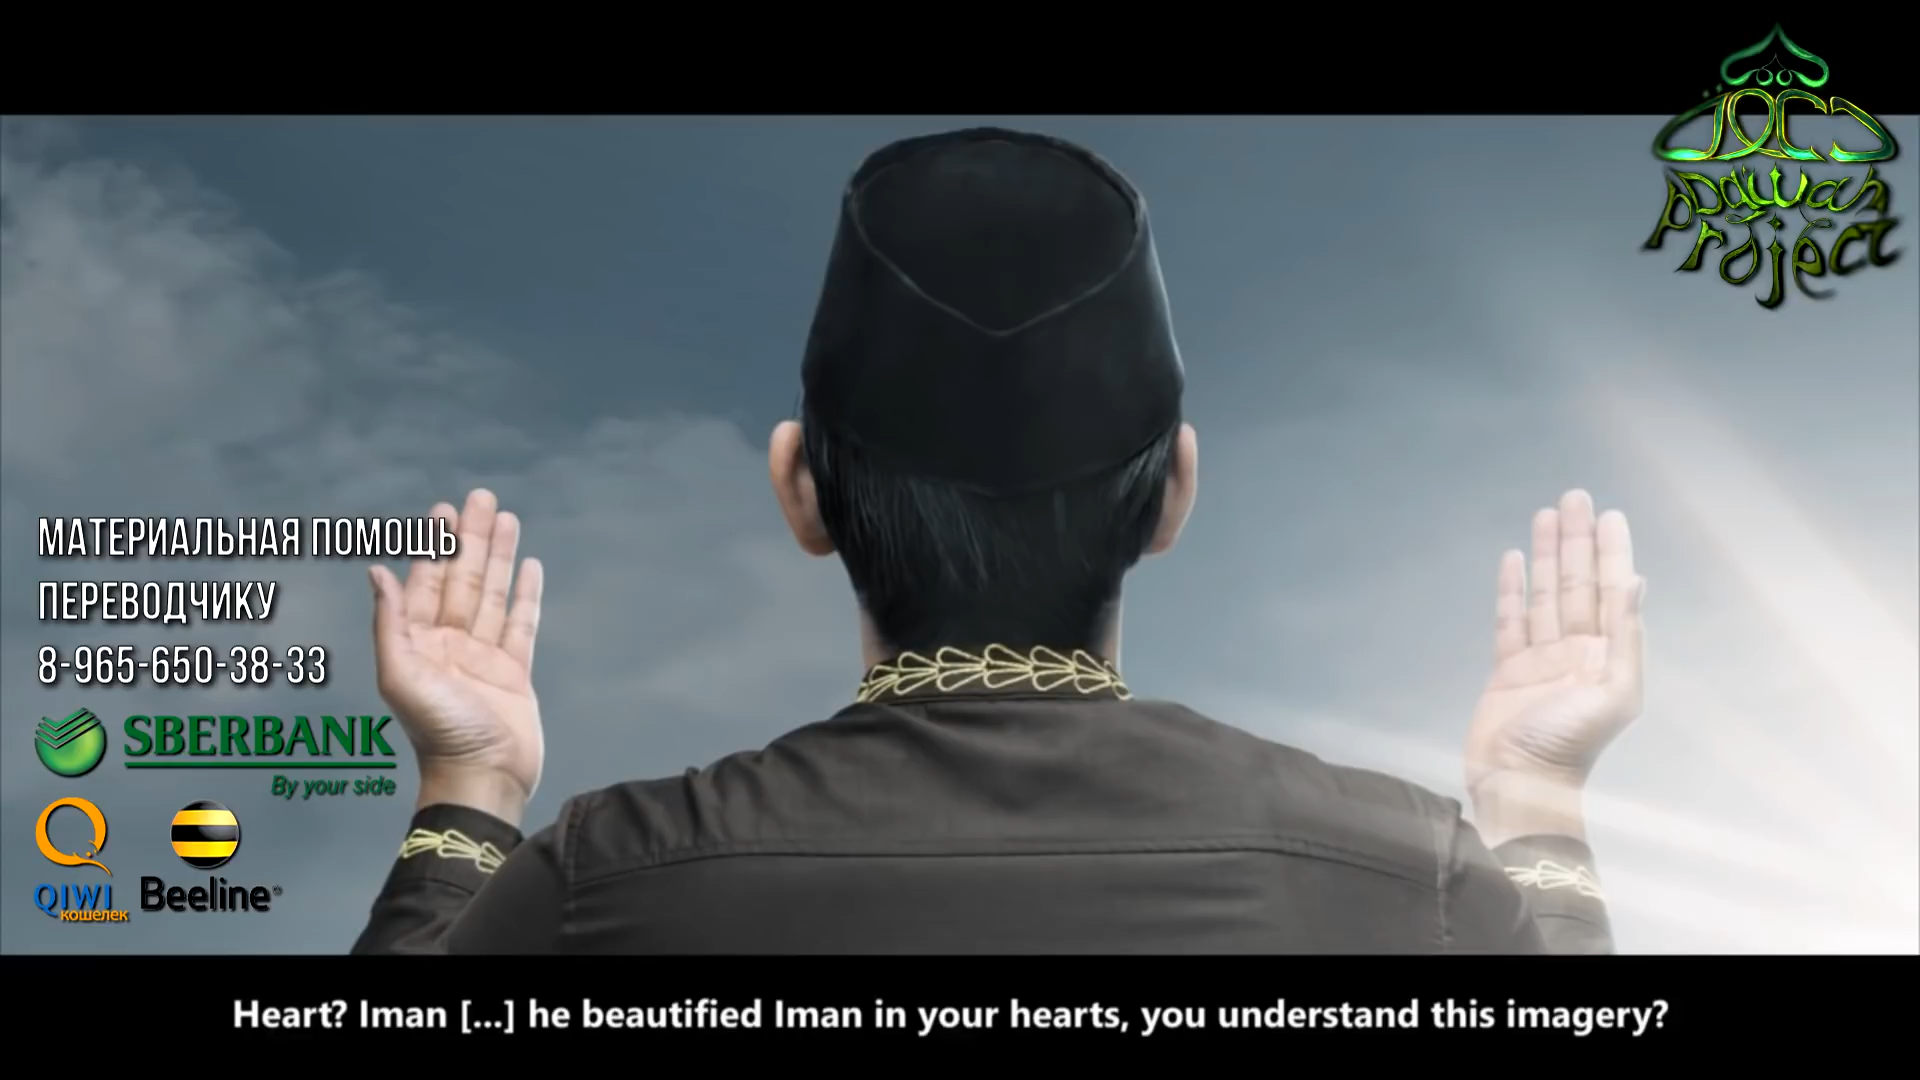 Da'wah
Project
МАТЕРИАЛЬНАЯ ПОМОЩЬ
ПЕРЕВОДЧИКУ
8-965-650-38-33
SBERBANK
By your side
QIWI
КОШЕЛЕК
Beeline®
Heart? Iman [...] he beautified Iman in your hearts, you understand this imagery?